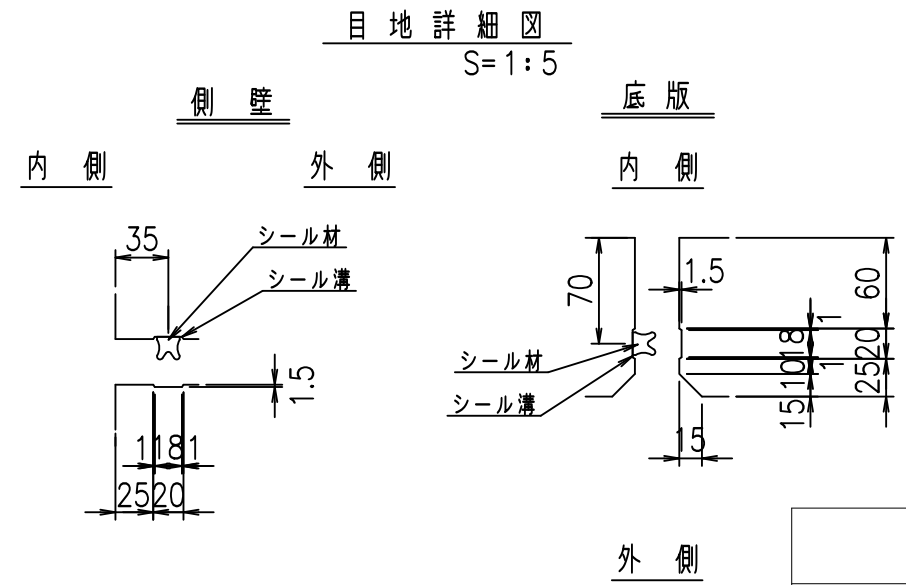 目地詳細図
S=1:5
側壁
底版
内側
外側
内側
35
シール材
シール溝
1.5
1 18 1
25 20
70
1.5
60
シール材
シール溝
1
18
20
10
1
25
15
15
外側